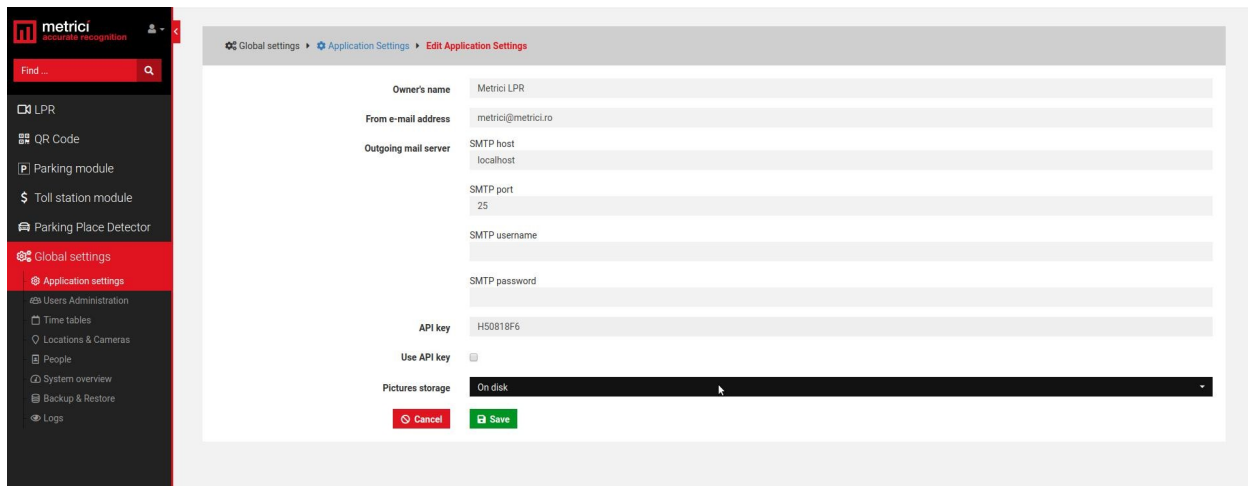 metrici
accurate recognition
Find ...
LPR
QR Code
P Parking module
$ Toll station module
Parking Place Detector
Global settings
Application settings
Users Administration
Time tables
Locations & Cameras
People
System overview
Backup & Restore
Logs
Global settings Application Settings Edit Application Settings
Owner's name Metrici LPR
From e-mail address metrici@metrici.ro
Outgoing mail server SMTP host
localhost
SMTP port
25
SMTP username
SMTP password
API key H50818F6
Use API key
Pictures storage On disk
Cancel Save